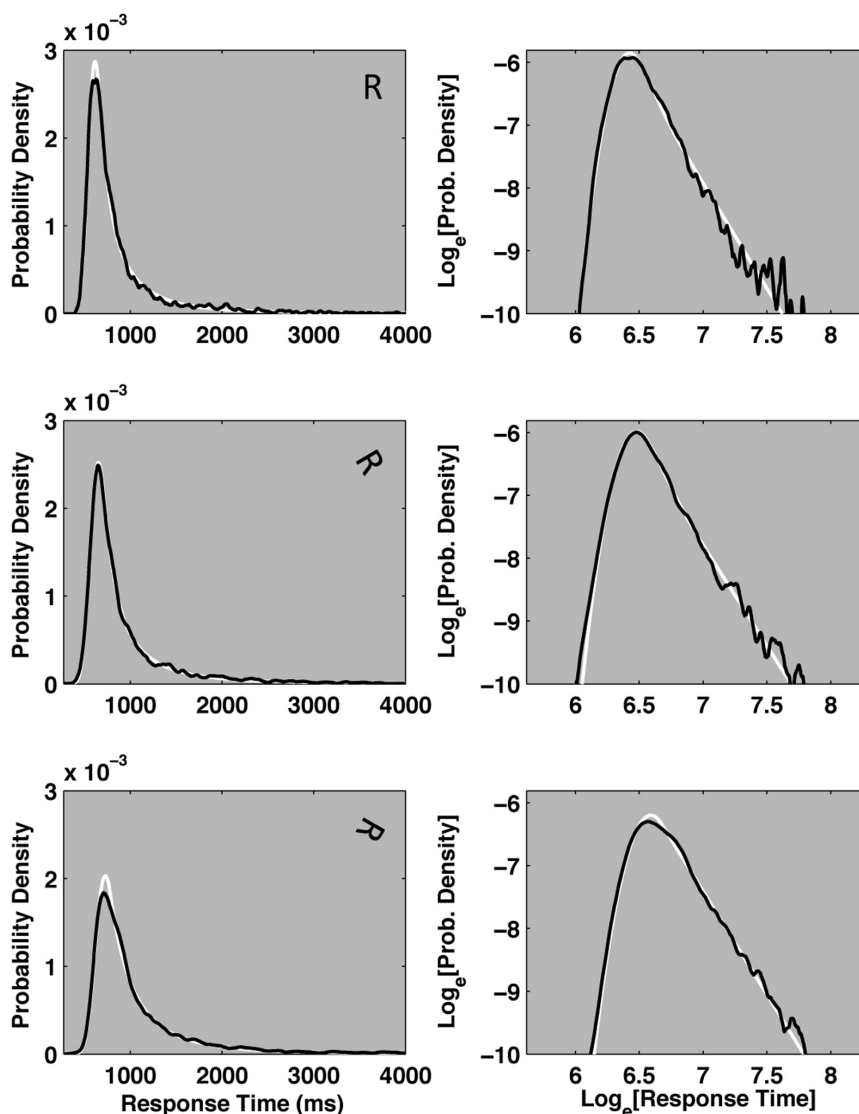 x 10⁻³
Probability Density
3
2
1
0
1000 2000 3000 4000
R
Logₑ[Prob. Density]
−6
−7
−8
−9
−10
6 6.5 7 7.5 8
x 10⁻³
Probability Density
3
2
1
0
1000 2000 3000 4000
R
Logₑ[Prob. Density]
−6
−7
−8
−9
−10
6 6.5 7 7.5 8
x 10⁻³
Probability Density
3
2
1
0
1000 2000 3000 4000
Response Time (ms)
R
Logₑ[Prob. Density]
−6
−7
−8
−9
−10
6 6.5 7 7.5 8
Logₑ[Response Time]